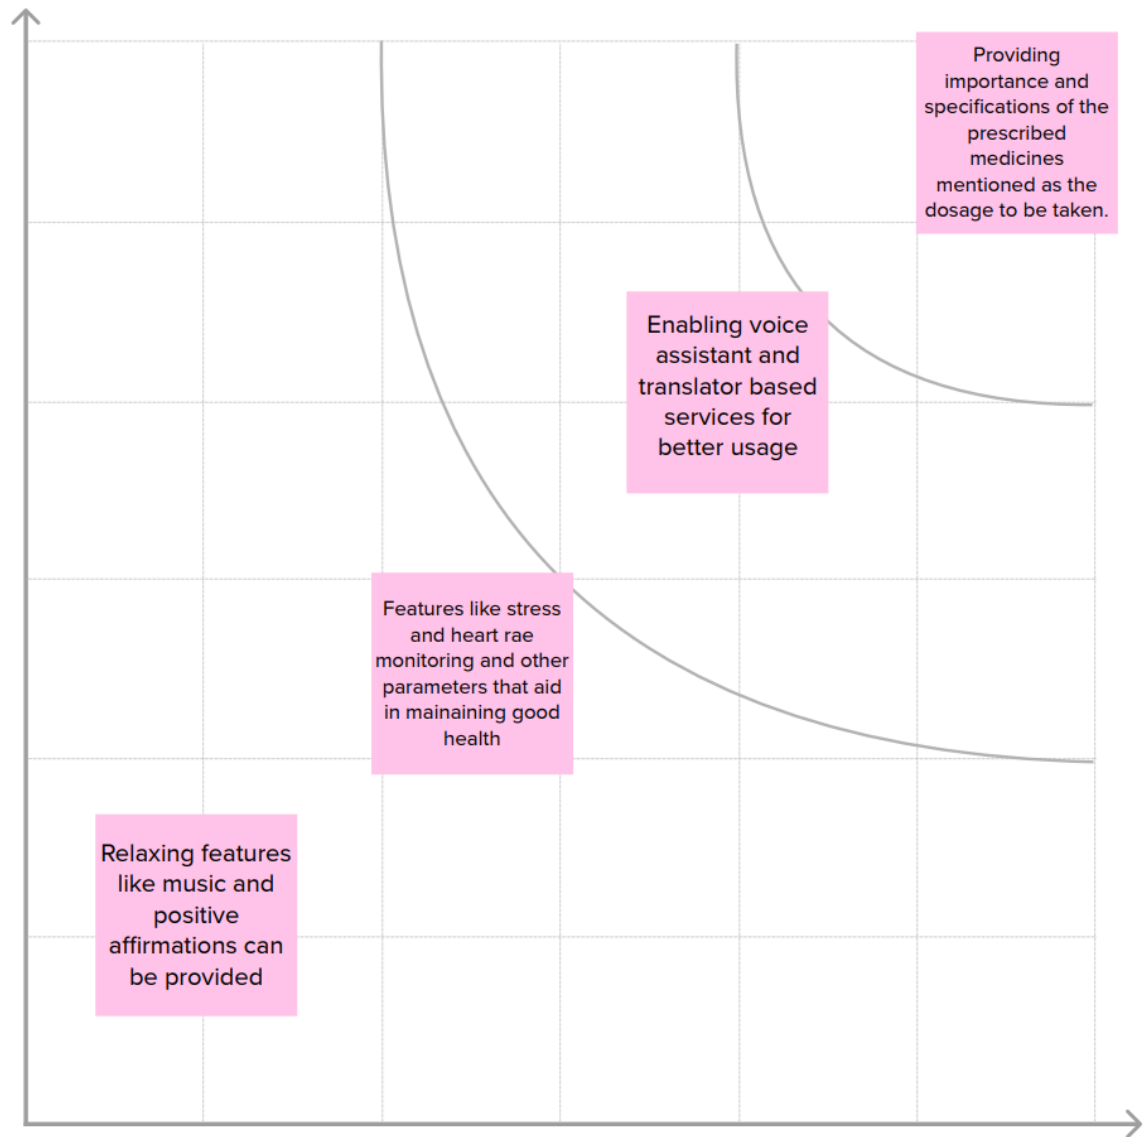 Providing
importance and
specifications of the
prescribed
medicines
mentioned as the
dosage to be taken.
Enabling voice
assistant and
translator based
services for
better usage
Features like stress
and heart rae
monitoring and other
parameters that aid
in mainaining good
health
Relaxing features
like music and
positive
affirmations can
be provided